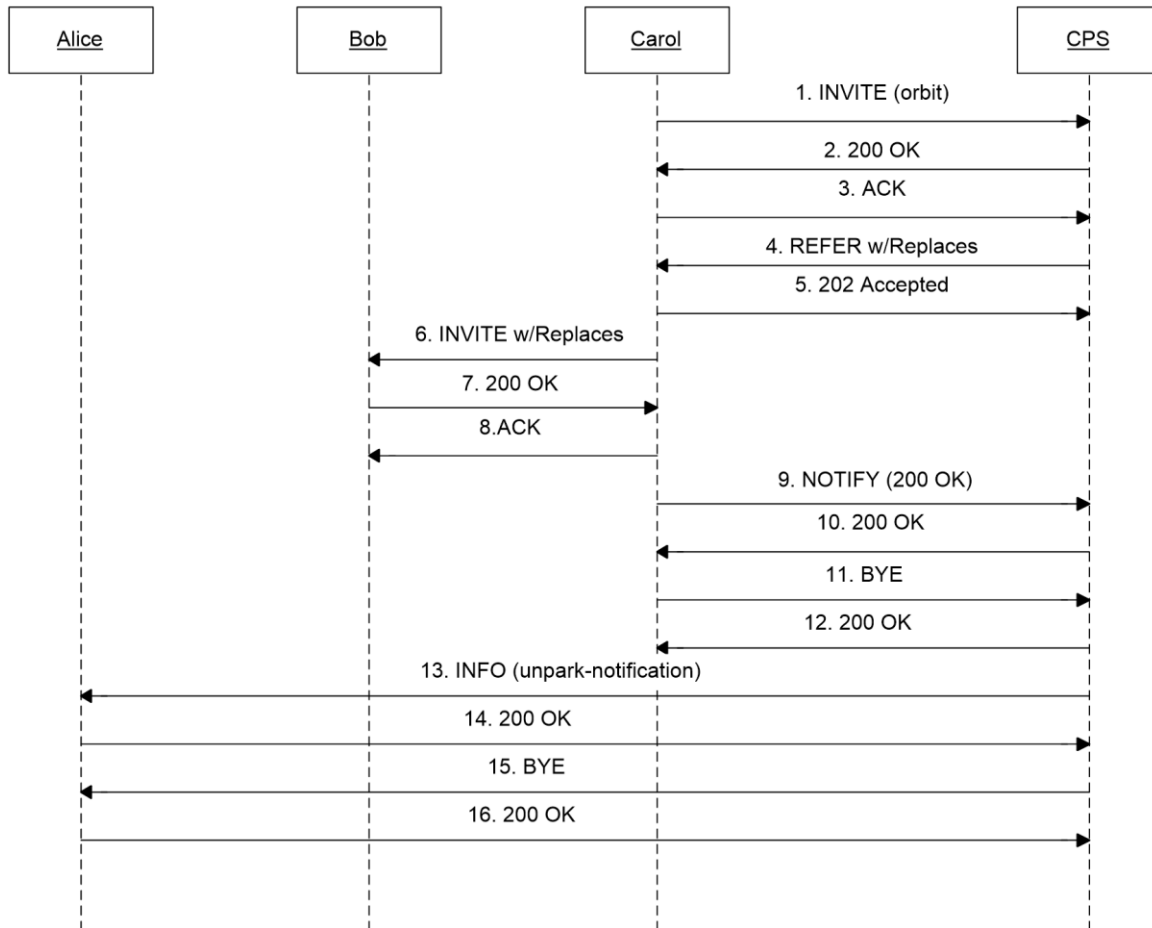 Alice
Bob
Carol
CPS
1. INVITE (orbit)
2. 200 OK
3. ACK
4. REFER w/Replaces
5. 202 Accepted
6. INVITE w/Replaces
7. 200 OK
8.ACK
9. NOTIFY (200 OK)
10. 200 OK
11. BYE
12. 200 OK
13. INFO (unpark-notification)
14. 200 OK
15. BYE
16. 200 OK